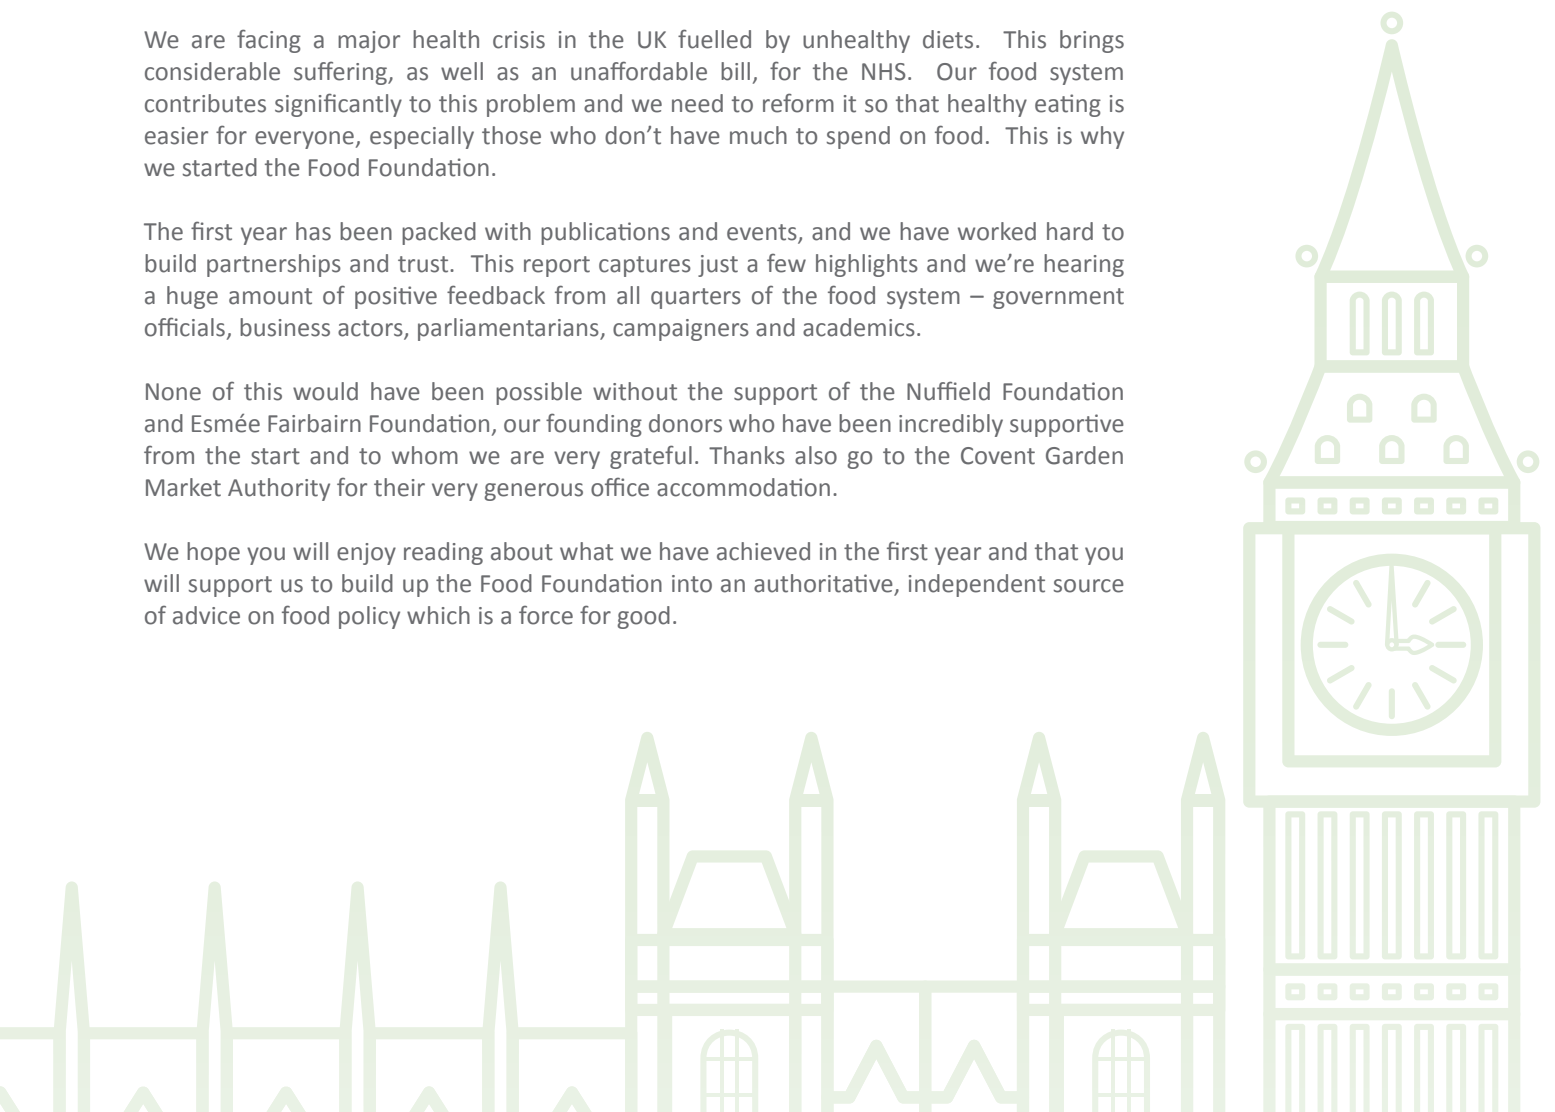 We are facing a major health crisis in the UK fuelled by unhealthy diets.  This brings
considerable suffering, as well as an unaffordable bill, for the NHS.  Our food system
contributes significantly to this problem and we need to reform it so that healthy eating is
easier for everyone, especially those who don’t have much to spend on food.  This is why
we started the Food Foundation.

The first year has been packed with publications and events, and we have worked hard to
build partnerships and trust.  This report captures just a few highlights and we’re hearing
a huge amount of positive feedback from all quarters of the food system – government
officials, business actors, parliamentarians, campaigners and academics.

None of this would have been possible without the support of the Nuffield Foundation
and Esmée Fairbairn Foundation, our founding donors who have been incredibly supportive
from the start and to whom we are very grateful. Thanks also go to the Covent Garden
Market Authority for their very generous office accommodation.

We hope you will enjoy reading about what we have achieved in the first year and that you
will support us to build up the Food Foundation into an authoritative, independent source
of advice on food policy which is a force for good.